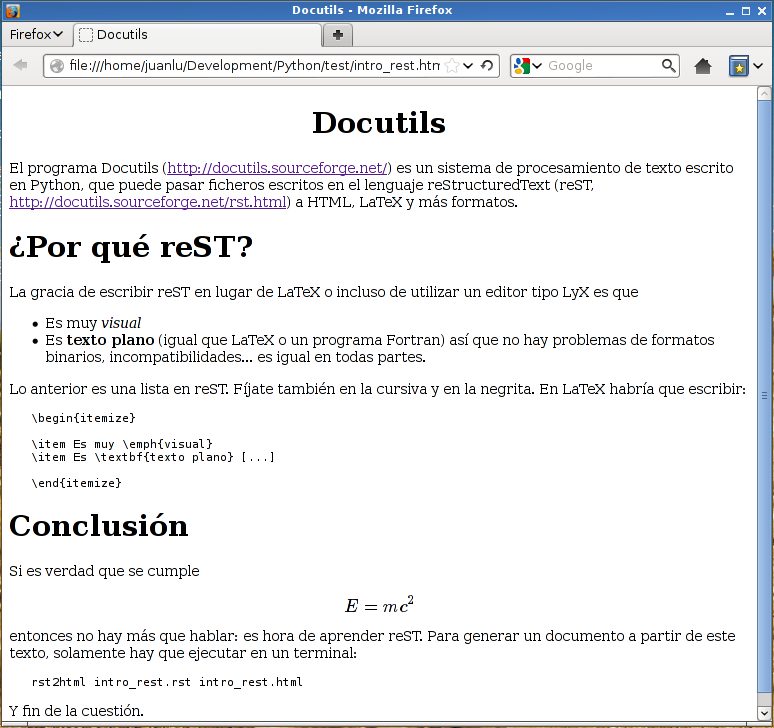 Docutils - Mozilla Firefox
Firefox
Docutils
file:///home/juanlu/Development/Python/test/intro_rest.htm
Google
Docutils
El programa Docutils (http://docutils.sourceforge.net/) es un sistema de procesamiento de texto escrito
en Python, que puede pasar ficheros escritos en el lenguaje reStructuredText (reST,
http://docutils.sourceforge.net/rst.html) a HTML, LaTeX y más formatos.
¿Por qué reST?
La gracia de escribir reST en lugar de LaTeX o incluso de utilizar un editor tipo LyX es que
• Es muy visual
• Es texto plano (igual que LaTeX o un programa Fortran) así que no hay problemas de formatos
binarios, incompatibilidades... es igual en todas partes.
Lo anterior es una lista en reST. Fíjate también en la cursiva y en la negrita. En LaTeX habría que escribir:
\begin{itemize}
\item Es muy \emph{visual}
\item Es \textbf{texto plano} [...]
\end{itemize}
Conclusión
Si es verdad que se cumple
E = mc²
entonces no hay más que hablar: es hora de aprender reST. Para generar un documento a partir de este
texto, solamente hay que ejecutar en un terminal:
rst2html intro_rest.rst intro_rest.html
Y fin de la cuestión.